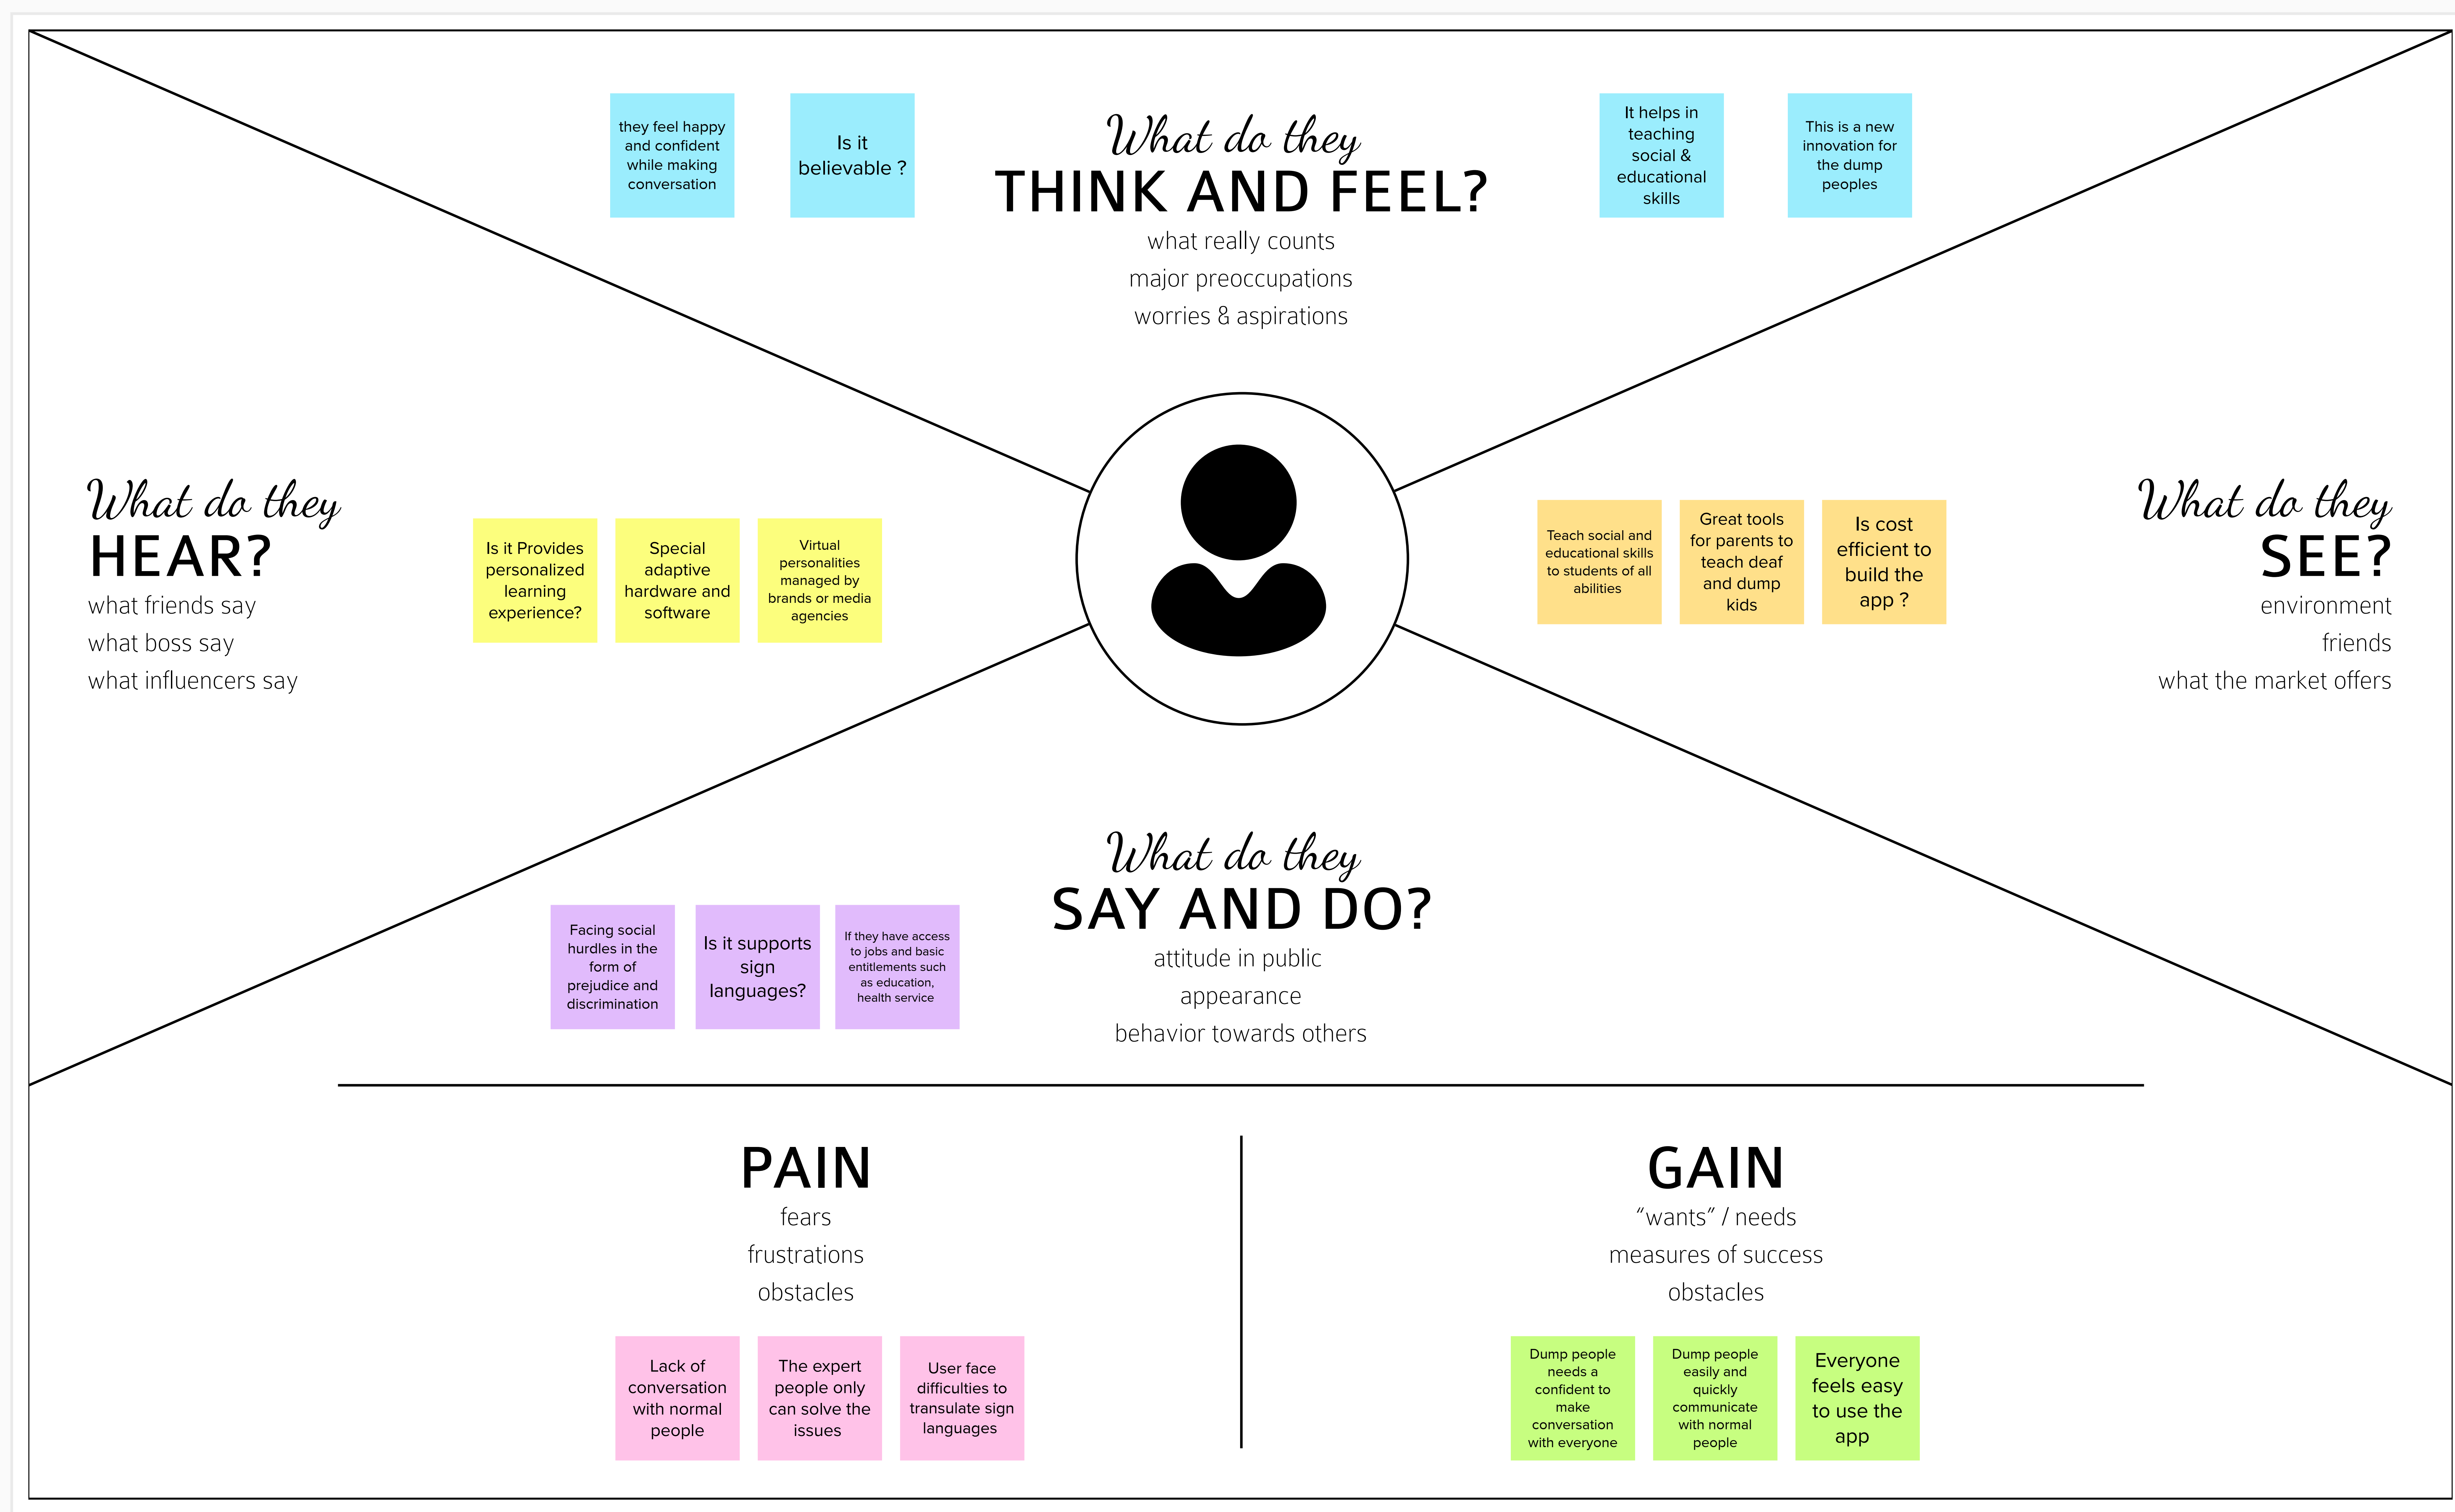 they feel happy
and confident
while making
conversation
Is it
believable ?
What do they
THINK AND FEEL?
what really counts
major preoccupations
worries & aspirations
It helps in
teaching
social &
educational
skills
This is a new
innovation for
the dump
peoples
What do they
HEAR?
what friends say
what boss say
what influencers say
Is it Provides
personalized
learning
experience?
Special
adaptive
hardware and
software
Virtual
personalities
managed by
brands or media
agencies
Teach social and
educational skills
to students of all
abilities
Great tools
for parents to
teach deaf
and dump
kids
Is cost
efficient to
build the
app ?
What do they
SEE?
environment
friends
what the market offers
Facing social
hurdles in the
form of
prejudice and
discrimination
Is it supports
sign
languages?
If they have access
to jobs and basic
entitlements such
as education,
health service
What do they
SAY AND DO?
attitude in public
appearance
behavior towards others
PAIN
fears
frustrations
obstacles
Lack of
conversation
with normal
people
The expert
people only
can solve the
issues
User face
difficulties to
transulate sign
languages
GAIN
“wants” / needs
measures of success
obstacles
Dump people
needs a
confident to
make
conversation
with everyone
Dump people
easily and
quickly
communicate
with normal
people
Everyone
feels easy
to use the
app